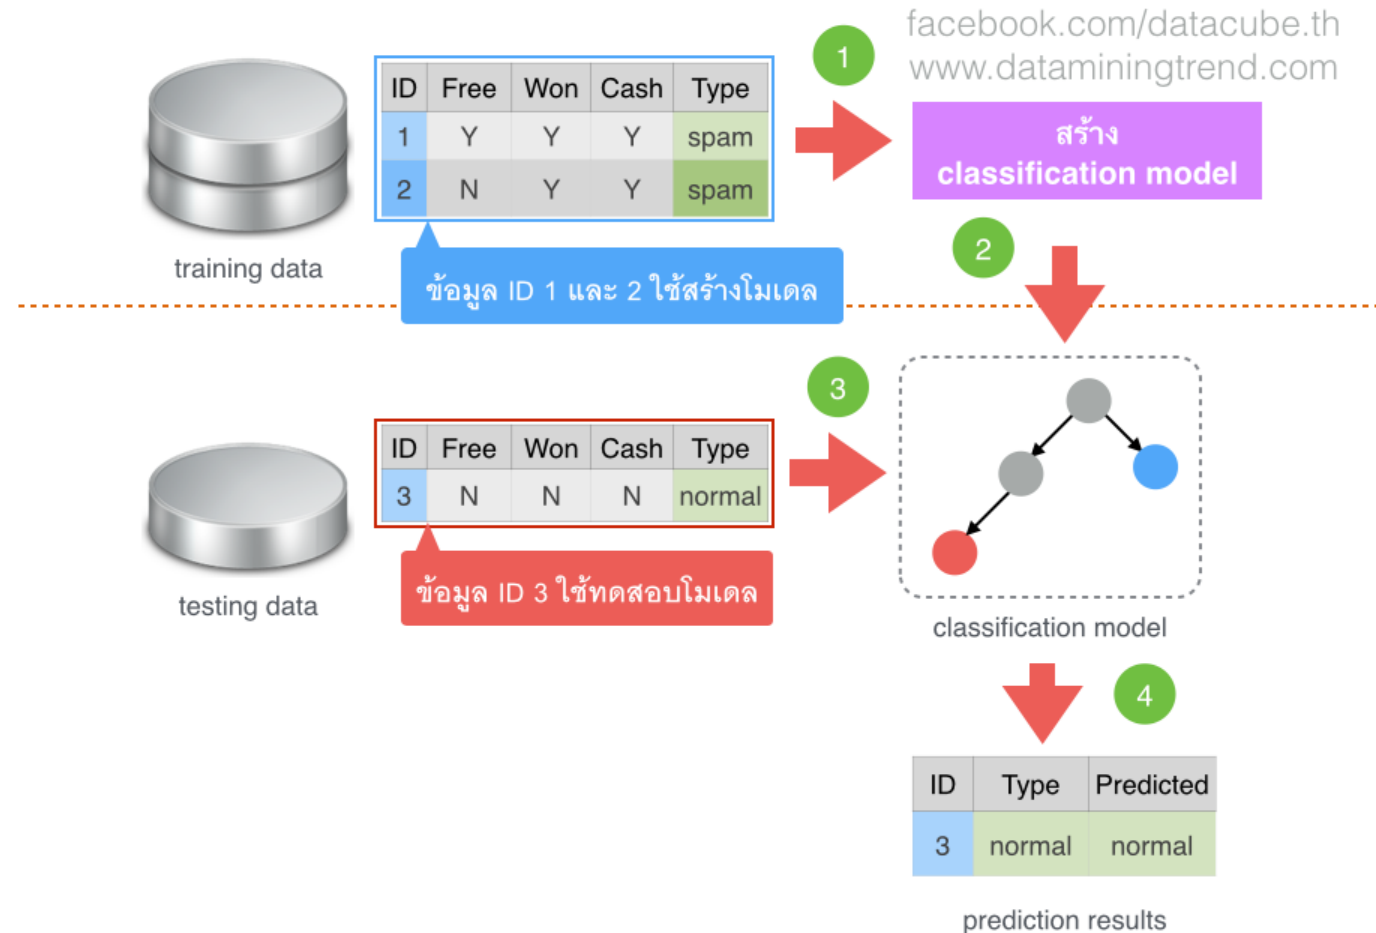 facebook.com/datacube.th
www.dataminingtrend.com
1
ID Free Won Cash Type
1 Y Y Y spam
2 N Y Y spam
สร้าง
classification model
training data
ข้อมูล ID 1 และ 2 ใช้สร้างโมเดล
2
3
ID Free Won Cash Type
3 N N N normal
testing data
ข้อมูล ID 3 ใช้ทดสอบโมเดล
classification model
4
ID Type Predicted
3 normal normal
prediction results